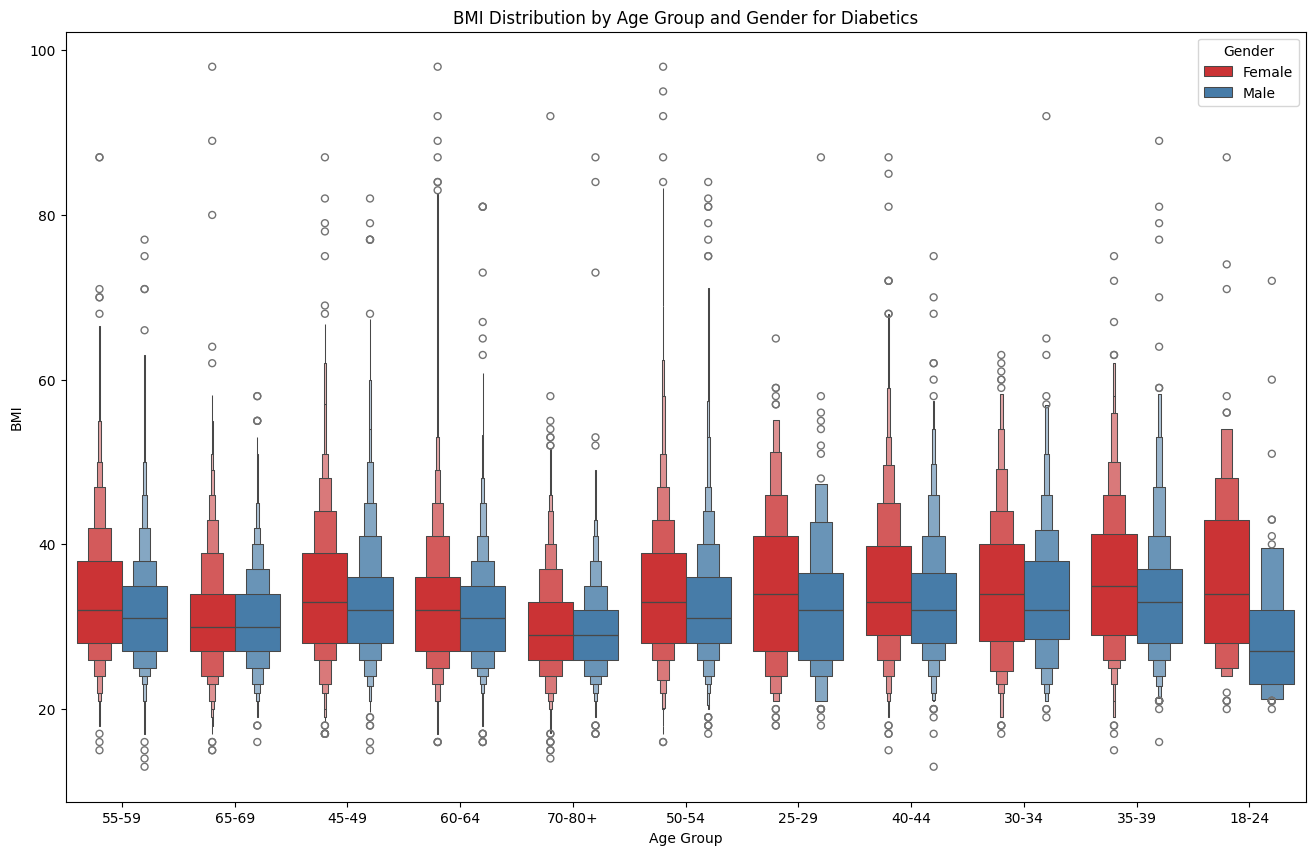 BMI Distribution by Age Group and Gender for Diabetics
100
80
60
40
20
BMI
Gender
Female
Male
55-59 65-69 45-49 60-64 70-80+ 50-54 25-29 40-44 30-34 35-39 18-24
Age Group